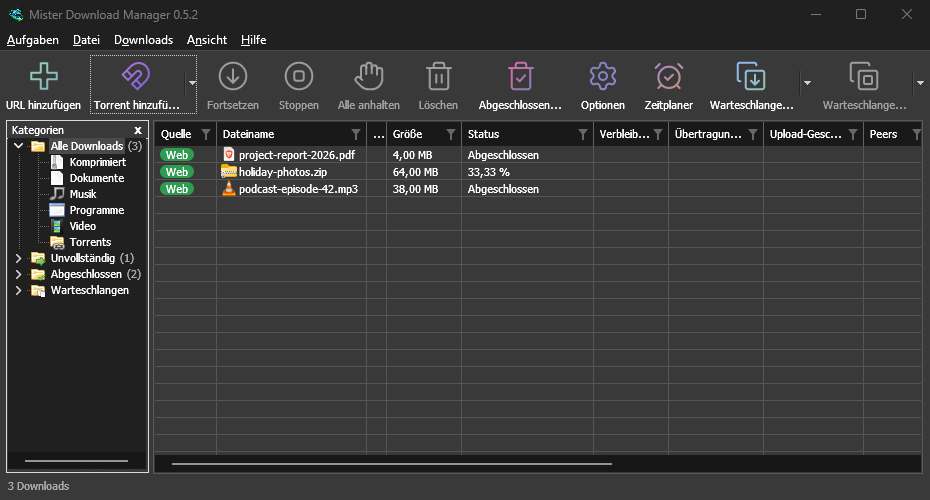 Mister Download Manager 0.5.2
Aufgaben Datei Downloads Ansicht Hilfe
URL hinzufügen Torrent hinzufü... Fortsetzen Stoppen Alle anhalten Löschen Abgeschlossen... Optionen Zeitplaner Warteschlange... Warteschlange...
Kategorien x
Alle Downloads (3)
Komprimiert
Dokumente
Musik
Programme
Video
Torrents
Unvollständig (1)
Abgeschlossen (2)
Warteschlangen
Quelle Dateiname ... Größe Status Verbleib... Übertragun... Upload-Gesc... Peers
Web project-report-2026.pdf 4,00 MB Abgeschlossen
Web holiday-photos.zip 64,00 MB 33,33 %
Web podcast-episode-42.mp3 38,00 MB Abgeschlossen
3 Downloads